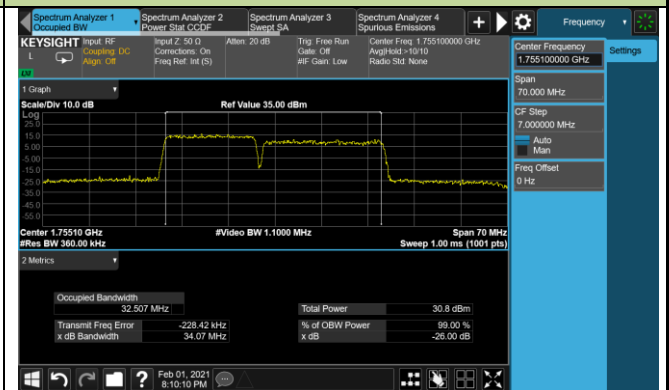 Spectrum Analyzer 1
Occupied BW
Spectrum Analyzer 2
Power Stat CCDF
Spectrum Analyzer 3
Swept SA
Spectrum Analyzer 4
Spurious Emissions
Frequency
KEYSIGHT
L
Input: RF
Coupling: DC
Align: Off
Input Z: 50 Ω
Corrections: On
Freq Ref: Int (S)
Atten: 20 dB
Trig: Free Run
Gate: Off
#IF Gain: Low
Center Freq: 1.755100000 GHz
Avg|Hold:>10/10
Radio Std: None
Center Frequency
1.755100000 GHz
Settings
Span
70.000 MHz
CF Step
7.000000 MHz
Auto
Man
Freq Offset
0 Hz
1 Graph
Scale/Div 10.0 dB
Ref Value 35.00 dBm
Log
25.0
15.0
5.00
-5.00
-15.0
-25.0
-35.0
-45.0
-55.0
Center 1.75510 GHz
#Res BW 360.00 kHz
#Video BW 1.1000 MHz
Span 70 MHz
Sweep 1.00 ms (1001 pts)
2 Metrics
Occupied Bandwidth
32.507 MHz
Total Power
30.8 dBm
Transmit Freq Error
-228.42 kHz
% of OBW Power
99.00 %
x dB Bandwidth
34.07 MHz
x dB
-26.00 dB
?
Feb 01, 2021
8:10:10 PM